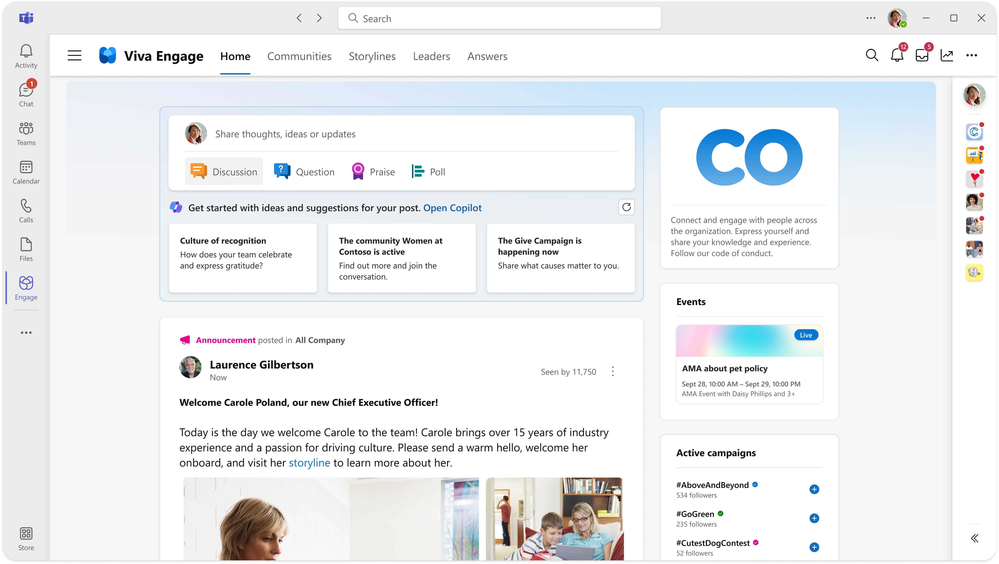 Search
Activity
1
Chat
Teams
Calendar
Calls
Files
Engage
Store
Viva Engage
Home
Communities
Storylines
Leaders
Answers
12
5
Share thoughts, ideas or updates
Discussion
?
Question
Praise
Poll
Get started with ideas and suggestions for your post. Open Copilot
Culture of recognition
How does your team celebrate
and express gratitude?
The community Women at
Contoso is active
Find out more and join the
conversation.
The Give Campaign is
happening now
Share what causes matter to you.
Announcement posted in All Company
Laurence Gilbertson
Now
Seen by 11,750
Welcome Carole Poland, our new Chief Executive Officer!
Today is the day we welcome Carole to the team! Carole brings over 15 years of industry
experience and a passion for driving culture. Please send a warm hello, welcome her
onboard, and visit her storyline to learn more about her.
CO
Connect and engage with people across
the organization. Express yourself and
share your knowledge and experience.
Follow our code of conduct.
Events
Live
AMA about pet policy
Sept 28, 10:00 AM – Sept 29, 10:00 PM
AMA Event with Daisy Phillips and 3+
Active campaigns
#AboveAndBeyond
534 followers
#GoGreen
235 followers
#CutestDogContest
52 followers